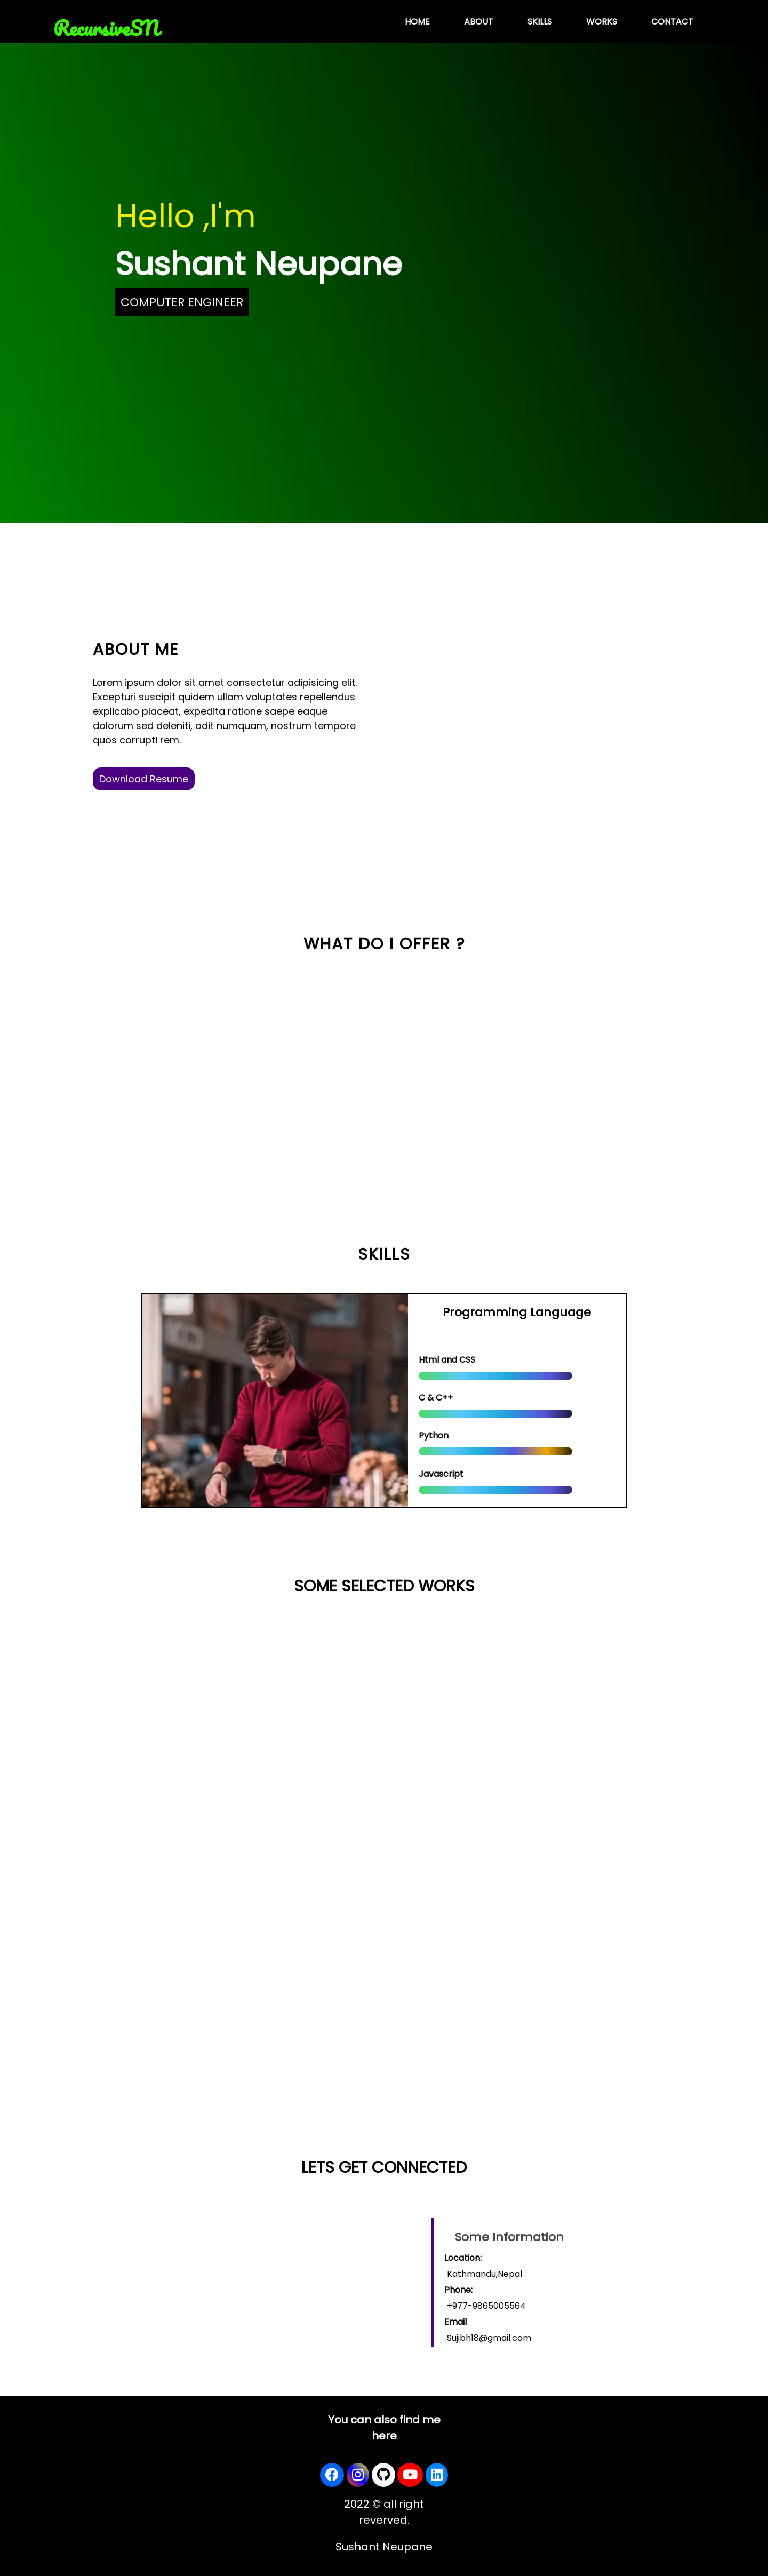 RecursiveSN
HOME ABOUT SKILLS WORKS CONTACT
Hello ,I'm
Sushant Neupane
COMPUTER ENGINEER
ABOUT ME
Lorem ipsum dolor sit amet consectetur adipisicing elit.
Excepturi suscipit quidem ullam voluptates repellendus
explicabo placeat, expedita ratione saepe eaque
dolorum sed deleniti, odit numquam, nostrum tempore
quos corrupti rem.
Download Resume
WHAT DO I OFFER ?
SKILLS
Programming Language
Html and CSS
C & C++
Python
Javascript
SOME SELECTED WORKS
LETS GET CONNECTED
Some Information
Location:
Kathmandu,Nepal
Phone:
+977-9865005564
Email
Sujibh18@gmail.com
You can also find me
here
2022 © all right
reverved.
Sushant Neupane